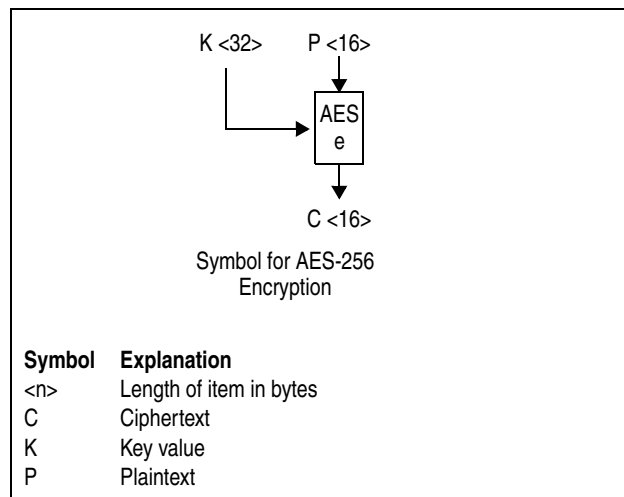 K <32> P <16>
AES
e
C <16>
Symbol for AES-256
Encryption
Symbol Explanation
<n> Length of item in bytes
C Ciphertext
K Key value
P Plaintext